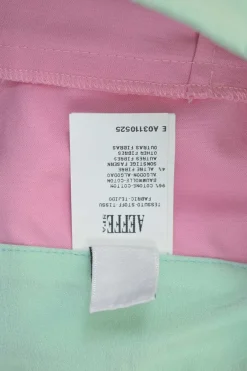 AEFFE
S.P.A.
TESSUTO-STOFF-TISSU
FABRIC-TEJIDO
96% COTONE-COTTON
BAUMWOLLE-COTON
ALGODON-ALGODAO
4% ALTRE FIBRE
SONSTIGE FASERN
AUTRES FIBRES
OTHER FIBRES
OUTRAS FIBRAS
E A03110525